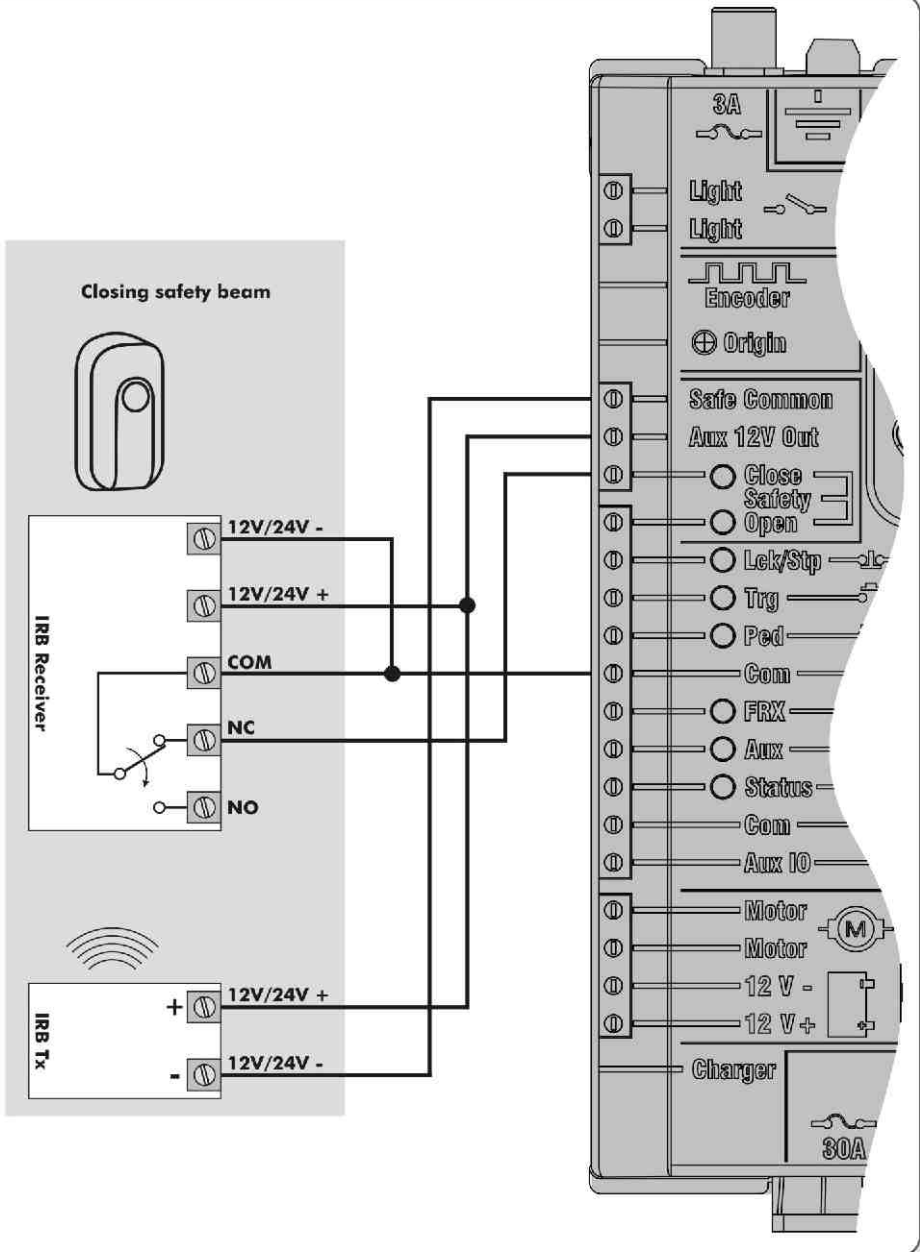 Closing safety beam
12V/24V -
12V/24V +
COM
NC
NO
IRB Receiver
+
12V/24V +
-
12V/24V -
IRB Tx
3A
Light
Light
Encoder
Origin
Safe Common
Aux 12V Out
Close
Safety
Open
Lck/Stp
Trg
Ped
Com
FRX
Aux
Status
Com
Aux IO
Motor
M
Motor
12 V -
12 V +
Charger
30A